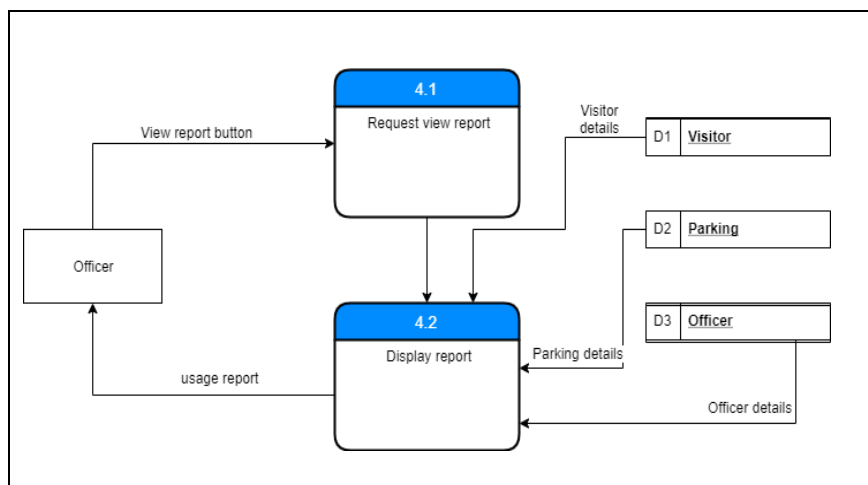 4.1
Request view report
View report button
Visitor
details
D1 Visitor
D2 Parking
Officer
D3 Officer
4.2
Display report
Parking details
usage report
Officer details